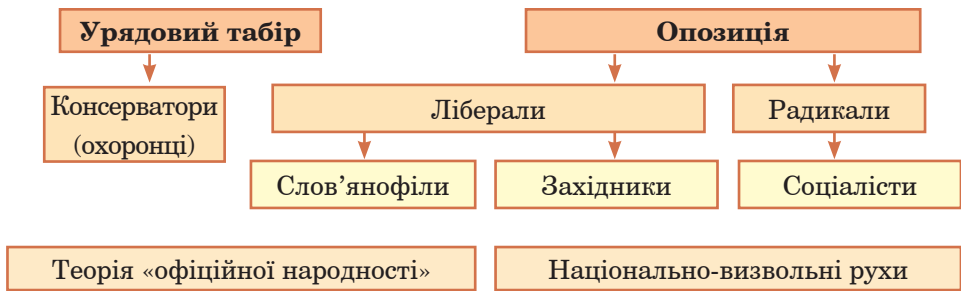 Урядовий табір
Опозиція
Консерватори
(охоронці)
Ліберали
Радикали
Слов’янофіли
Західники
Соціалісти
Теорія «офіційної народності»
Національно-визвольні рухи